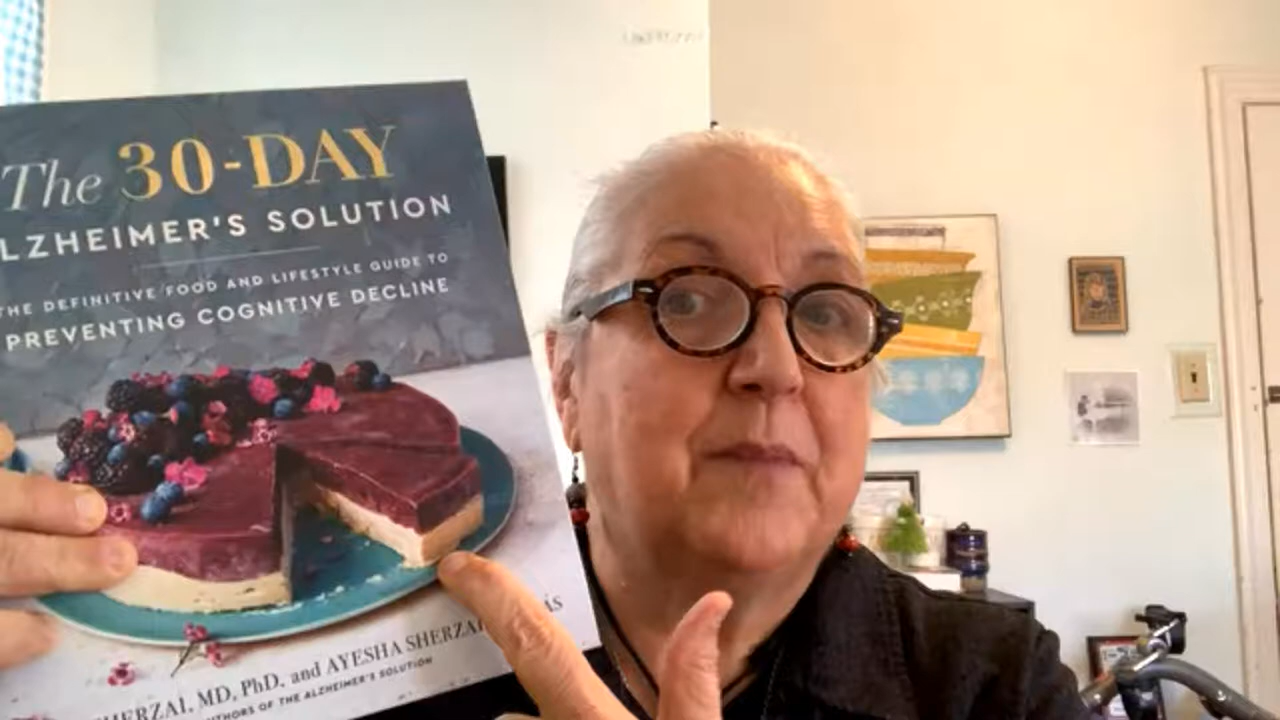 The 30-DAY
LZHEIMER'S SOLUTION
THE DEFINITIVE FOOD AND LIFESTYLE GUIDE TO
PREVENTING COGNITIVE DECLINE
HERZAI, MD, PhD, and AYESHA SHERZAI
AUTHORS OF THE ALZHEIMER'S SOLUTION